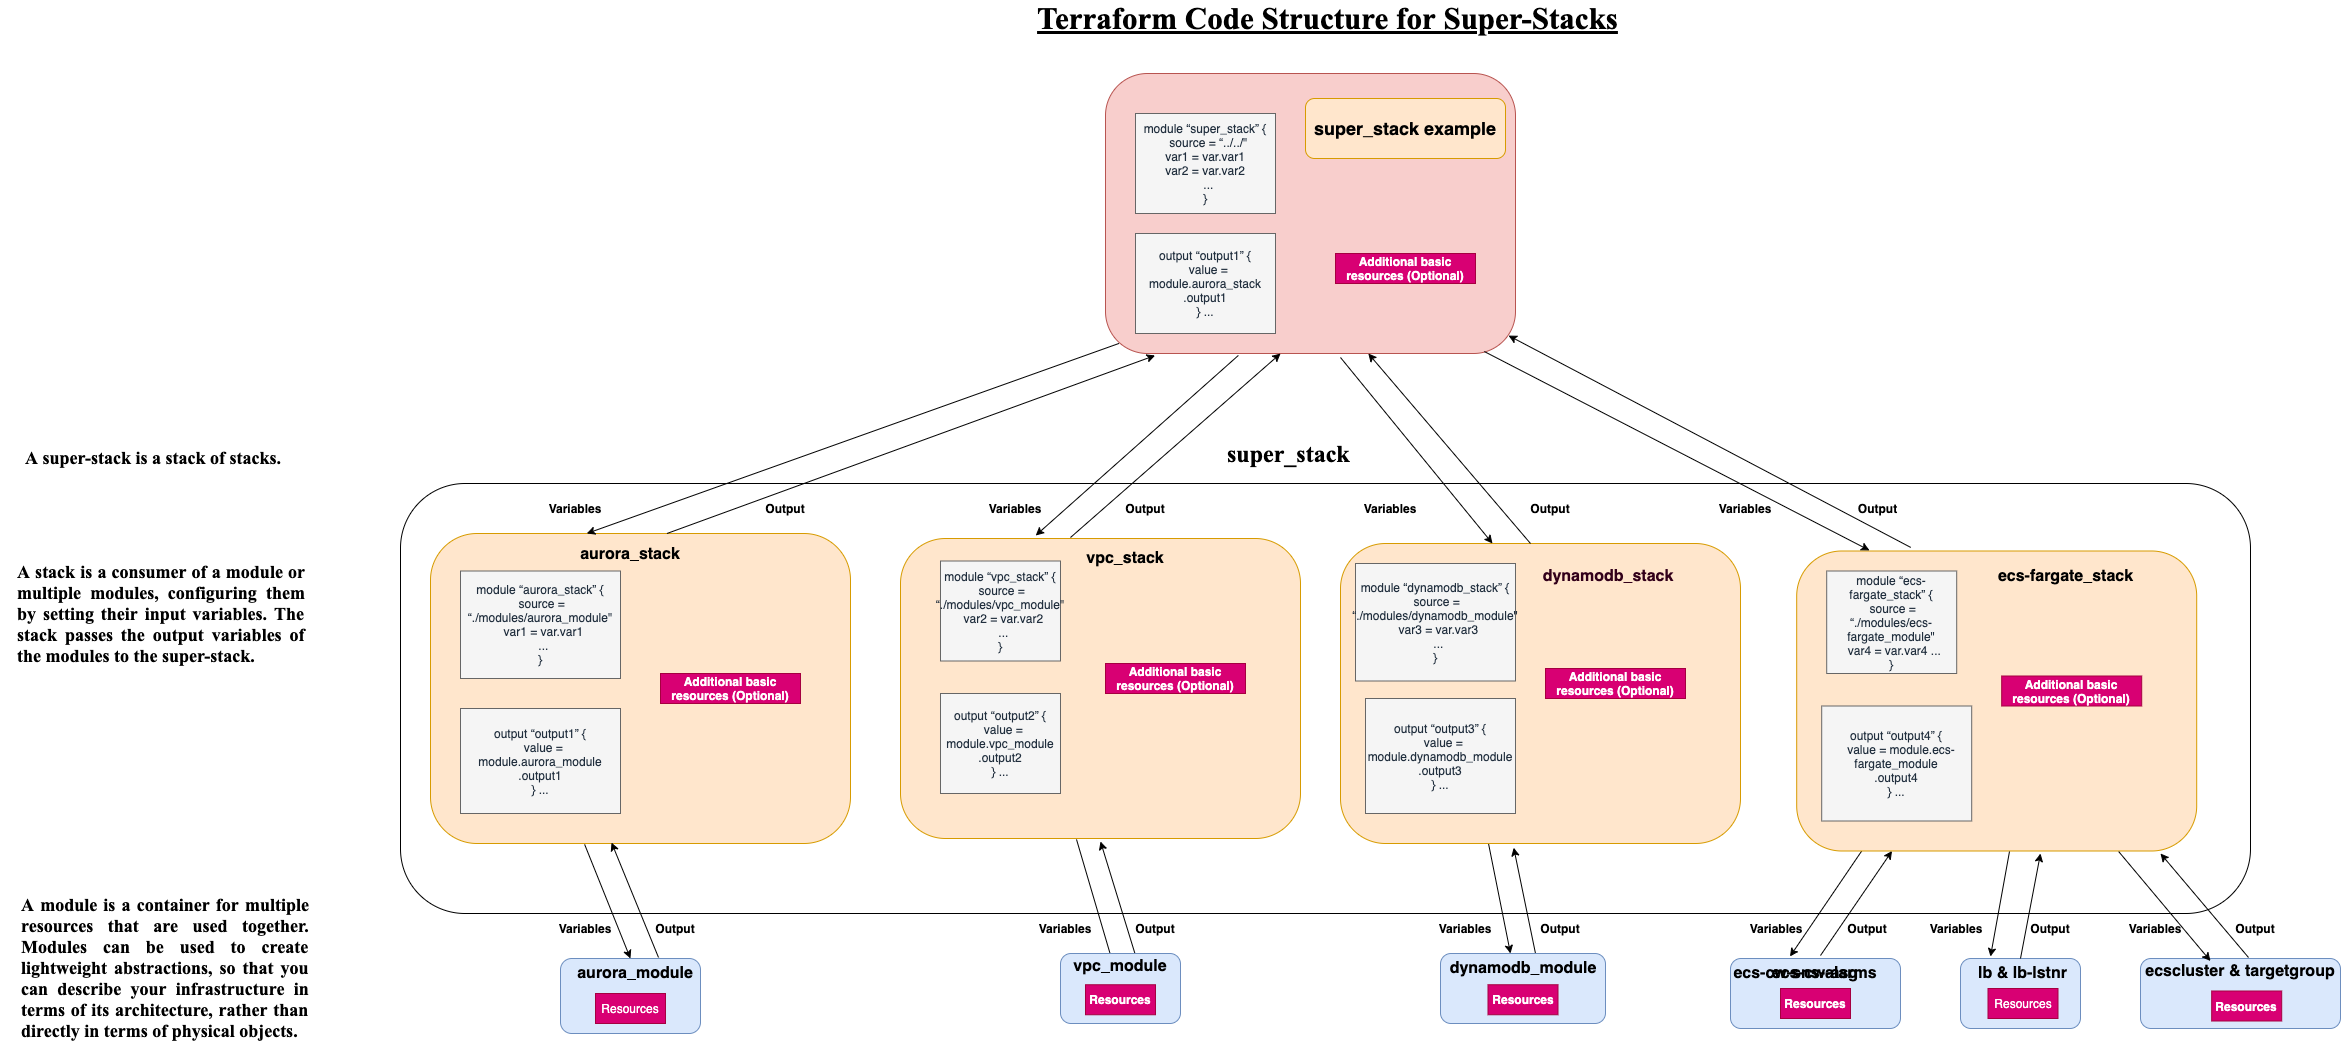 Terraform Code Structure for Super-Stacks
module “super_stack” {
source = “../../"
var1 = var.var1
var2 = var.var2
...
}
super_stack example
output “output1” {
value =
module.aurora_stack
.output1
} ...
Additional basic
resources (Optional)
A super-stack is a stack of stacks.
super_stack
Variables
Output
Variables
Output
Variables
Output
Variables
Output
A stack is a consumer of a module or
multiple modules, configuring them
by setting their input variables. The
stack passes the output variables of
the modules to the super-stack.
aurora_stack
module “aurora_stack” {
source =
“./modules/aurora_module"
var1 = var.var1
...
}
output “output1” {
value =
module.aurora_module
.output1
} ...
Additional basic
resources (Optional)
vpc_stack
module “vpc_stack” {
source =
“./modules/vpc_module"
var2 = var.var2
...
}
output “output2” {
value =
module.vpc_module
.output2
} ...
Additional basic
resources (Optional)
dynamodb_stack
module “dynamodb_stack” {
source =
“./modules/dynamodb_module"
var3 = var.var3
...
}
output “output3” {
value =
module.dynamodb_module
.output3
} ...
Additional basic
resources (Optional)
ecs-fargate_stack
module “ecs-
fargate_stack” {
source =
“./modules/ecs-
fargate_module"
var4 = var.var4 ...
}
output “output4” {
value = module.ecs-
fargate_module
.output4
} ...
Additional basic
resources (Optional)
A module is a container for multiple
resources that are used together.
Modules can be used to create
lightweight abstractions, so that you
can describe your infrastructure in
terms of its architecture, rather than
directly in terms of physical objects.
Variables
Output
Variables
Output
Variables
Output
Variables
Output
Variables
Output
Variables
Output
aurora_module
Resources
vpc_module
Resources
dynamodb_module
Resources
Resources
lb & lb-lstnr
Resources
ecscluster & targetgroup
Resources